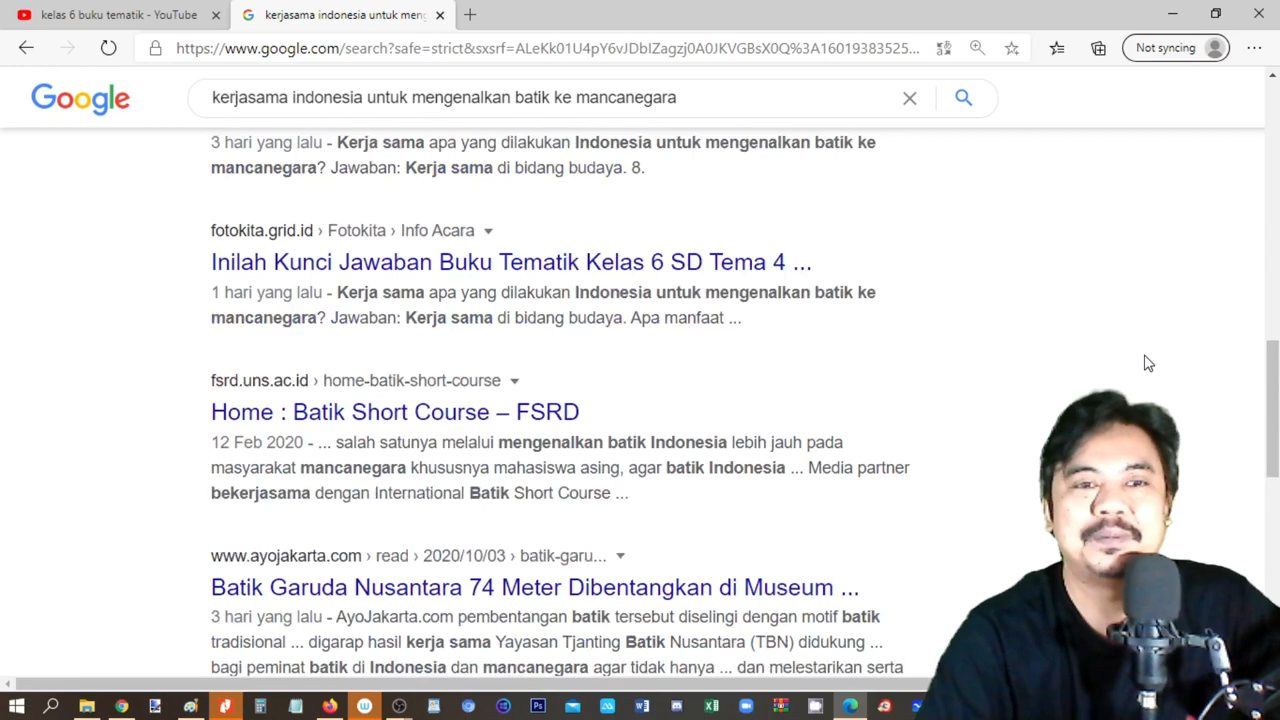 kelas 6 buku tematik - YouTube
kerjasama indonesia untuk meng
https://www.google.com/search?safe=strict&sxsrf=ALeKk01U4pY6vJDbIZagzj0A0JKVGBsX0Q%3A16019383525...
Not syncing
Google
kerjasama indonesia untuk mengenalkan batik ke mancanegara
3 hari yang lalu - Kerja sama apa yang dilakukan Indonesia untuk mengenalkan batik ke
mancanegara? Jawaban: Kerja sama di bidang budaya. 8.
fotokita.grid.id › Fotokita › Info Acara
Inilah Kunci Jawaban Buku Tematik Kelas 6 SD Tema 4 ...
1 hari yang lalu - Kerja sama apa yang dilakukan Indonesia untuk mengenalkan batik ke
mancanegara? Jawaban: Kerja sama di bidang budaya. Apa manfaat ...
fsrd.uns.ac.id › home-batik-short-course
Home : Batik Short Course – FSRD
12 Feb 2020 - ... salah satunya melalui mengenalkan batik Indonesia lebih jauh pada
masyarakat mancanegara khususnya mahasiswa asing, agar batik Indonesia ... Media partner
bekerjasama dengan International Batik Short Course ...
www.ayojakarta.com › read › 2020/10/03 › batik-garu...
Batik Garuda Nusantara 74 Meter Dibentangkan di Museum ...
3 hari yang lalu - AyoJakarta.com pembentangan batik tersebut diselingi dengan motif batik
tradisional ... digarap hasil kerja sama Yayasan Tjanting Batik Nusantara (TBN) didukung ...
bagi peminat batik di Indonesia dan mancanegara agar tidak hanya ... dan melestarikan serta